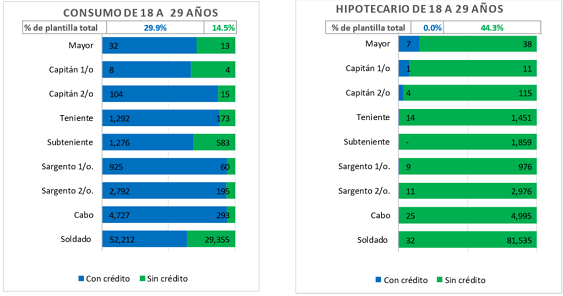 CONSUMO DE 18 A 29 AÑOS
% de plantilla total 29.9% 14.5%
Mayor 32 13
Capitán 1/o 8 4
Capitán 2/o 104 15
Teniente 1,292 173
Subteniente 1,276 583
Sargento 1/o. 925 60
Sargento 2/o. 2,792 195
Cabo 4,727 293
Soldado 52,212 29,355
Con crédito Sin crédito
HIPOTECARIO DE 18 A 29 AÑOS
% de plantilla total 0.0% 44.3%
Mayor 7 38
Capitán 1/o 1 11
Capitán 2/o 4 115
Teniente 14 1,451
Subteniente - 1,859
Sargento 1/o. 9 976
Sargento 2/o. 11 2,976
Cabo 25 4,995
Soldado 32 81,535
Con crédito Sin crédito